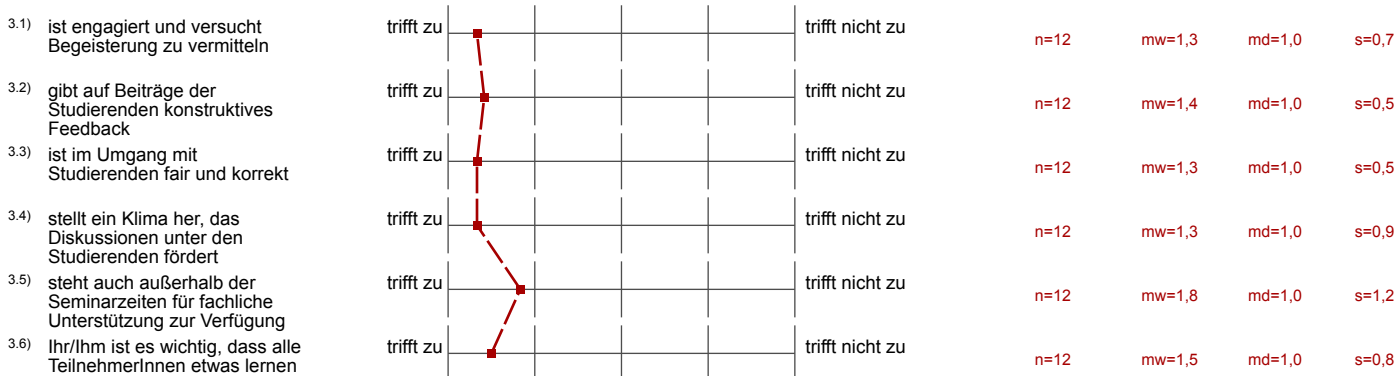 3.1) ist engagiert und versucht
Begeisterung zu vermitteln
trifft zu trifft nicht zu n=12 mw=1,3 md=1,0 s=0,7
3.2) gibt auf Beiträge der
Studierenden konstruktives
Feedback
trifft zu trifft nicht zu n=12 mw=1,4 md=1,0 s=0,5
3.3) ist im Umgang mit
Studierenden fair und korrekt
trifft zu trifft nicht zu n=12 mw=1,3 md=1,0 s=0,5
3.4) stellt ein Klima her, das
Diskussionen unter den
Studierenden fördert
trifft zu trifft nicht zu n=12 mw=1,3 md=1,0 s=0,9
3.5) steht auch außerhalb der
Seminarzeiten für fachliche
Unterstützung zur Verfügung
trifft zu trifft nicht zu n=12 mw=1,8 md=1,0 s=1,2
3.6) Ihr/Ihm ist es wichtig, dass alle
TeilnehmerInnen etwas lernen
trifft zu trifft nicht zu n=12 mw=1,5 md=1,0 s=0,8